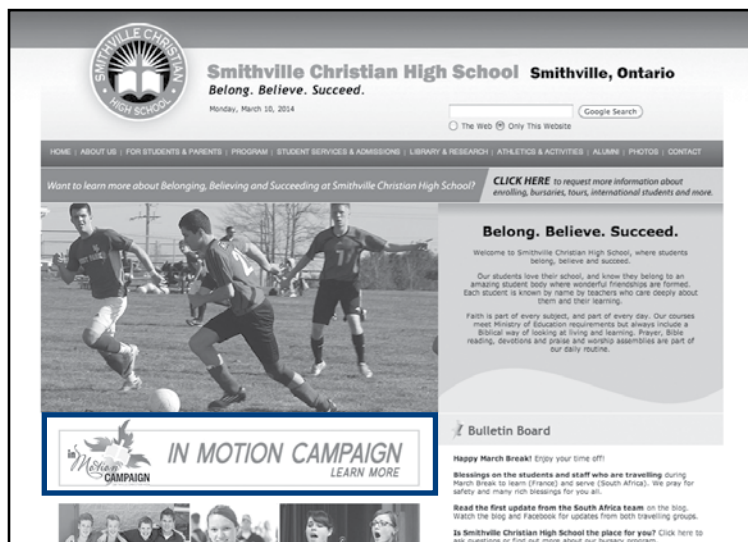 SMITHVILLE CHRISTIAN
HIGH SCHOOL
Smithville Christian High School Smithville, Ontario
Belong. Believe. Succeed.
Monday, March 10, 2014
Google Search
The Web Only This Website
HOME | ABOUT US | FOR STUDENTS & PARENTS | PROGRAM | STUDENT SERVICES & ADMISSIONS | LIBRARY & RESEARCH | ATHLETICS & ACTIVITIES | ALUMNI | PHOTOS | CONTACT
Want to learn more about Belonging, Believing and Succeeding at Smithville Christian High School?
CLICK HERE to request more information about
enrolling, bursaries, tours, international students and more.
Belong. Believe. Succeed.
Welcome to Smithville Christian High School, where students
belong, believe and succeed.
Our students love their school, and know they belong to an
amazing student body where wonderful friendships are formed.
Each student is known by name by teachers who care deeply about
them and their learning.
Faith is part of every subject, and part of every day. Our courses
meet Ministry of Education requirements but always include a
Biblical way of looking at living and learning. Prayer, Bible
reading, devotions and praise and worship assemblies are part of
our daily routine.
17
2
in Motion
CAMPAIGN
IN MOTION CAMPAIGN
LEARN MORE
Bulletin Board
Happy March Break! Enjoy your time off!
Blessings on the students and staff who are travelling during
March Break to learn (France) and serve (South Africa). We pray for
safety and many rich blessings for you all.
Read the first update from the South Africa team on the blog.
Watch the blog and Facebook for updates from both travelling groups.
Is Smithville Christian High School the place for you? Click here to
ask questions or find out more about our bursary program.